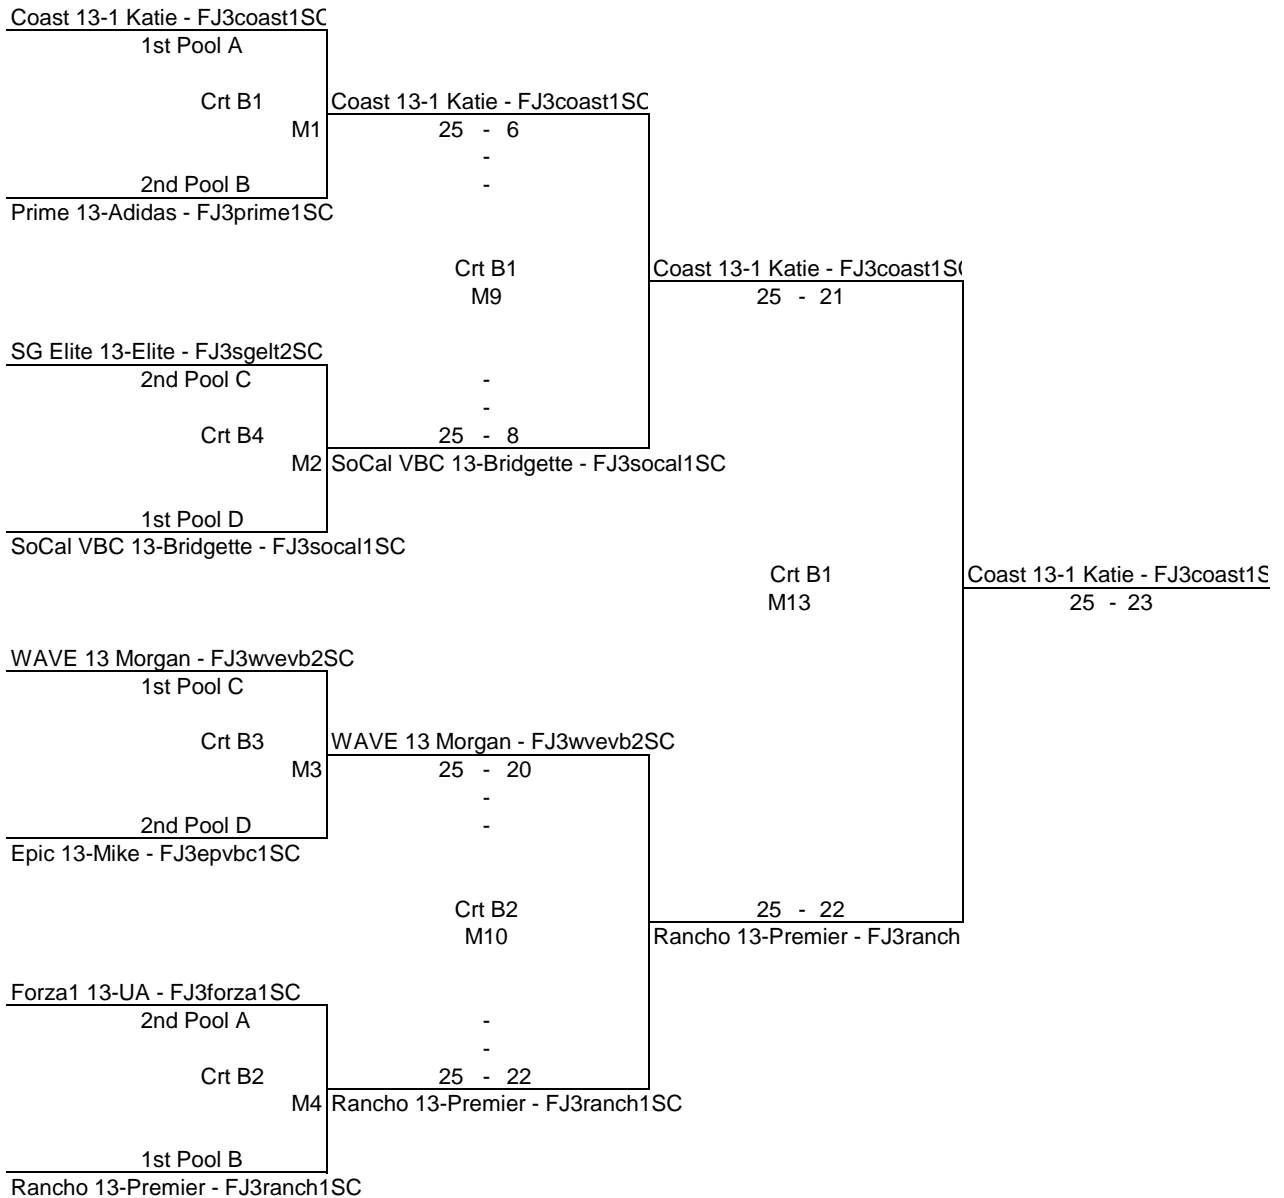 Coast 13-1 Katie - FJ3coast1SC
1st Pool A
Crt B1
Coast 13-1 Katie - FJ3coast1SC
M1
25 - 6
-
2nd Pool B
-
Prime 13-Adidas - FJ3prime1SC
Crt B1
Coast 13-1 Katie - FJ3coast1S
M9
25 - 21
SG Elite 13-Elite - FJ3sgelt2SC
2nd Pool C
-
-
Crt B4
25 - 8
M2
SoCal VBC 13-Bridgette - FJ3socal1SC
1st Pool D
SoCal VBC 13-Bridgette - FJ3socal1SC
Crt B1
Coast 13-1 Katie - FJ3coast1S
M13
25 - 23
WAVE 13 Morgan - FJ3wvevb2SC
1st Pool C
Crt B3
WAVE 13 Morgan - FJ3wvevb2SC
M3
25 - 20
-
2nd Pool D
-
Epic 13-Mike - FJ3epvbc1SC
Crt B2
25 - 22
M10
Rancho 13-Premier - FJ3ranch
Forza1 13-UA - FJ3forza1SC
2nd Pool A
-
-
Crt B2
25 - 22
M4
Rancho 13-Premier - FJ3ranch1SC
1st Pool B
Rancho 13-Premier - FJ3ranch1SC